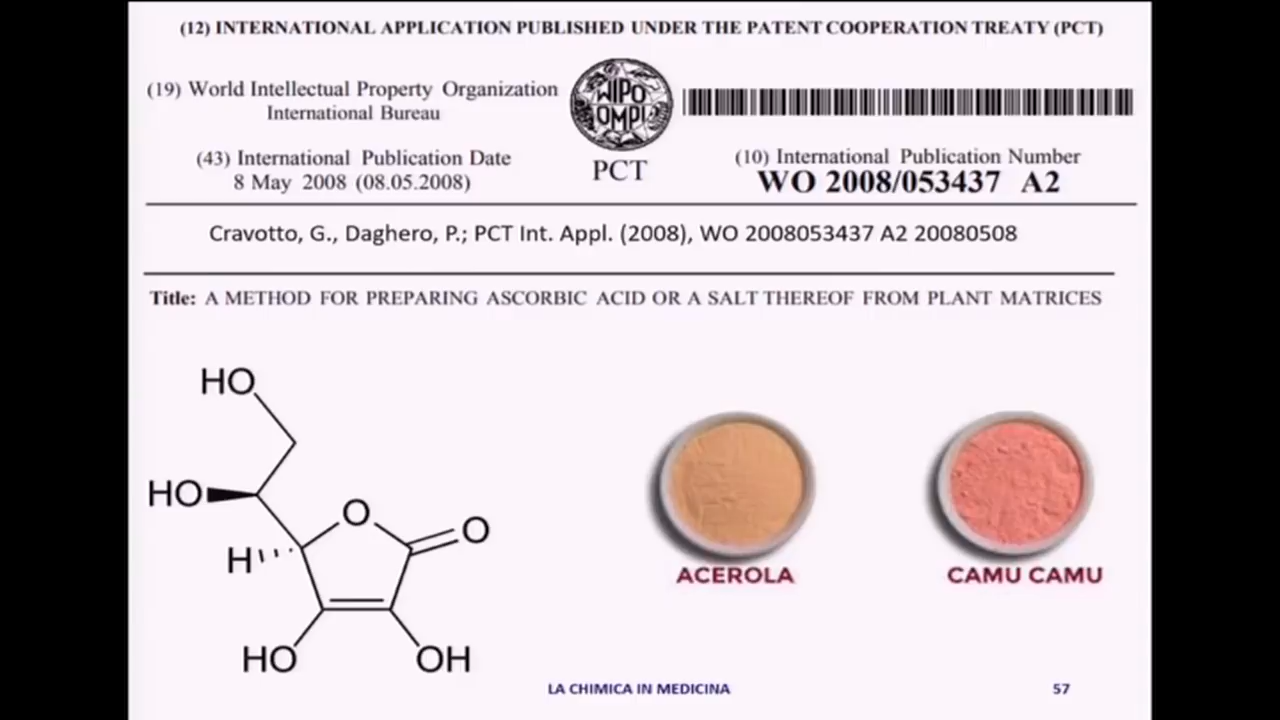 (12) INTERNATIONAL APPLICATION PUBLISHED UNDER THE PATENT COOPERATION TREATY (PCT)
(19) World Intellectual Property Organization
International Bureau
WIPO
OMPI
PCT
(43) International Publication Date
8 May 2008 (08.05.2008)
(10) International Publication Number
WO 2008/053437 A2
Cravotto, G., Daghero, P.; PCT Int. Appl. (2008), WO 2008053437 A2 20080508
Title: A METHOD FOR PREPARING ASCORBIC ACID OR A SALT THEREOF FROM PLANT MATRICES
HO
HO
O
O
H
HO
OH
ACEROLA
CAMU CAMU
LA CHIMICA IN MEDICINA
57